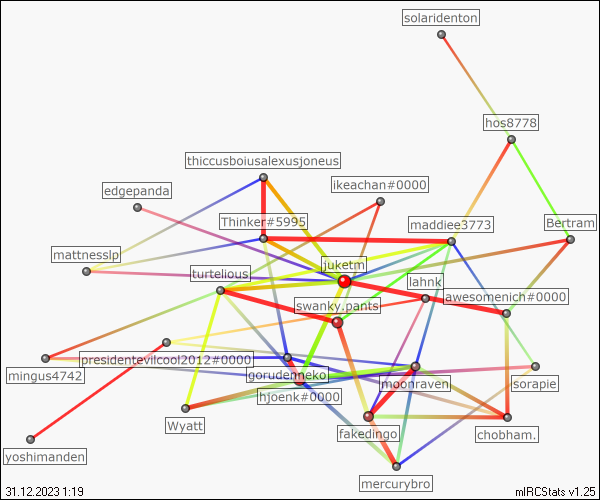 solaridenton
hos8778
thiccusboiusalexusjoneus
edgepanda
ikeachan#0000
Thinker#5995
maddiee3773
Bertram
mattnesslp
juketm
turtelious
lahnk
swanky.pants
awesomenich#0000
presidentevilcool2012#0000
mingus4742
gorudenneko
moonraven
sorapie
hjoenk#0000
Wyatt
fakedingo
chobham.
yoshimanden
mercurybro
31.12.2023 1:19
mIRCStats v1.25